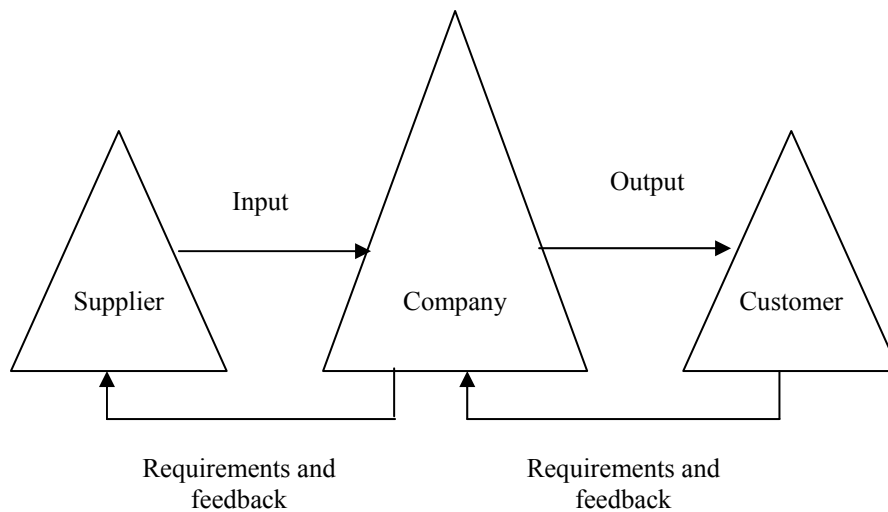 Input
Output
Supplier
Company
Customer
Requirements and
feedback
Requirements and
feedback